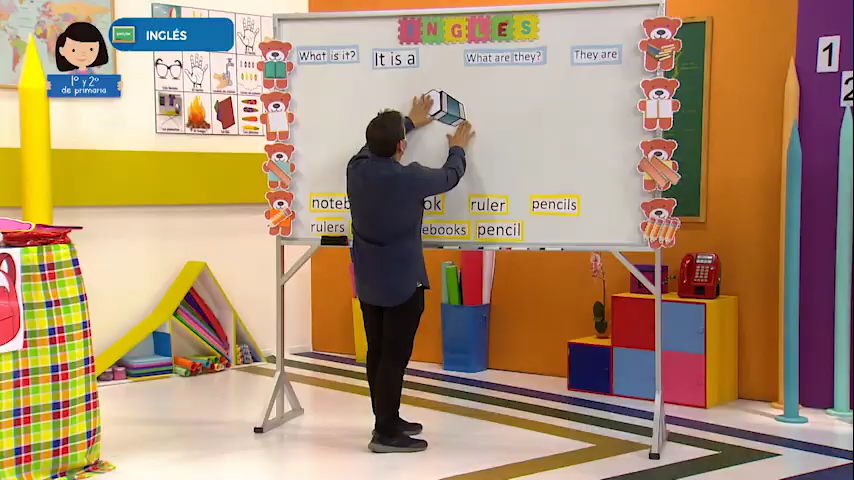 INGLÉS
1º y 2º
de primaria
INGLÉS
What is it?
It is a
What are they?
They are
1
2
ruler
pencils
rulers
pencil